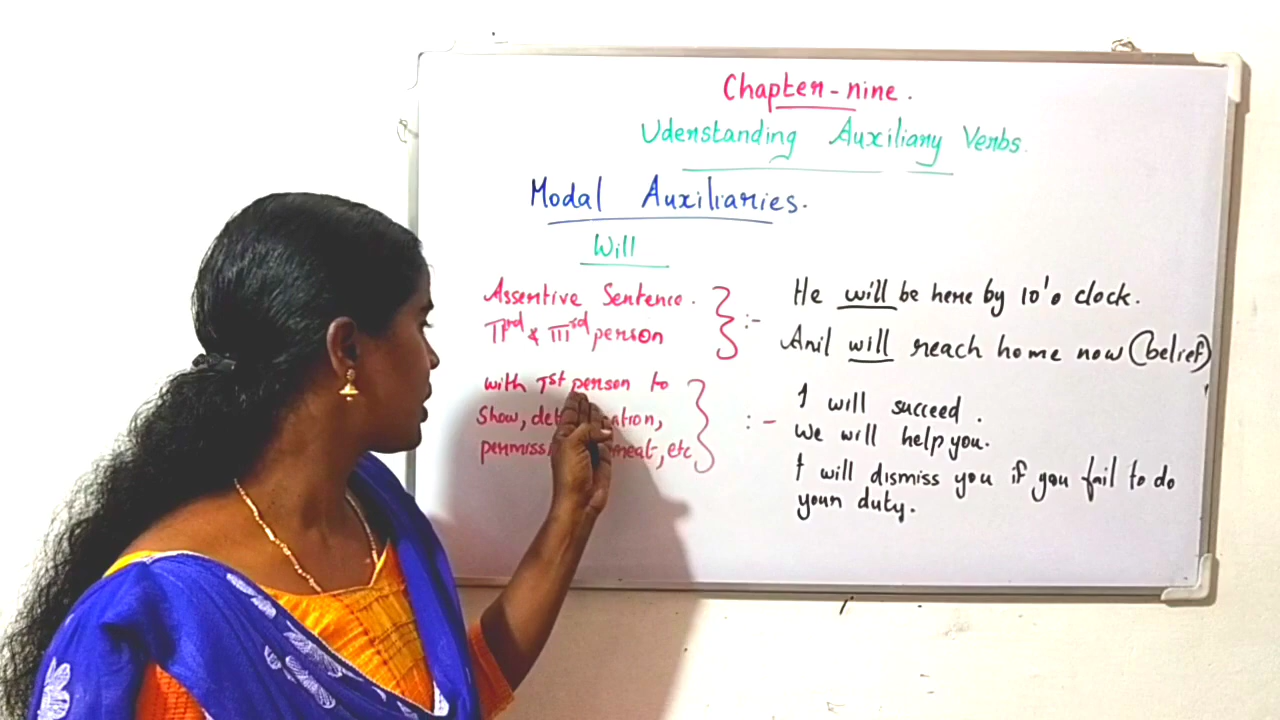 Chapter-nine.
Uderstanding Auxiliary Verbs.
Modal Auxiliaries.
Will
Assertive Sentence.
IInd & IIIrd person
:- He will be here by 10'o clock.
Anil will reach home now (belief)
with Ist person to
Show,
etc
:- I will succeed.
We will help you.
I will dismiss you if you fail to do
your duty.